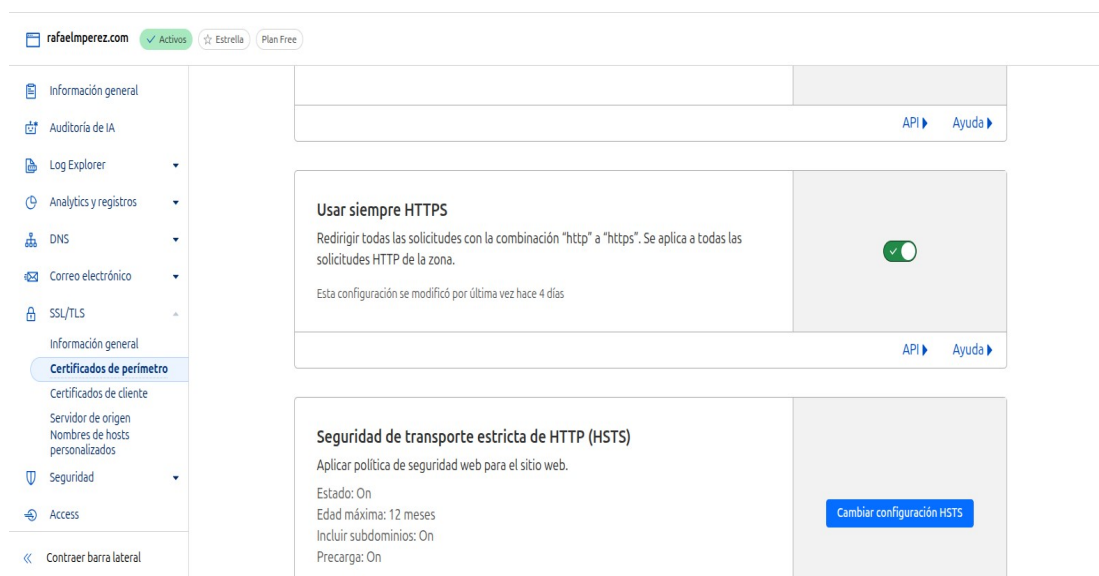 rafaelmperez.com Activos Estrella Plan Free
Información general
Auditoría de IA
Log Explorer
Analytics y registros
DNS
Correo electrónico
SSL/TLS
Información general
Certificados de perímetro
Certificados de cliente
Servidor de origen
Nombres de hosts
personalizados
Seguridad
Access
Contraer barra lateral
API Ayuda
Usar siempre HTTPS
Redirigir todas las solicitudes con la combinación “http” a “https”. Se aplica a todas las
solicitudes HTTP de la zona.
Esta configuración se modificó por última vez hace 4 días
API Ayuda
Seguridad de transporte estricta de HTTP (HSTS)
Aplicar política de seguridad web para el sitio web.
Estado: On
Edad máxima: 12 meses
Incluir subdominios: On
Precarga: On
Cambiar configuración HSTS